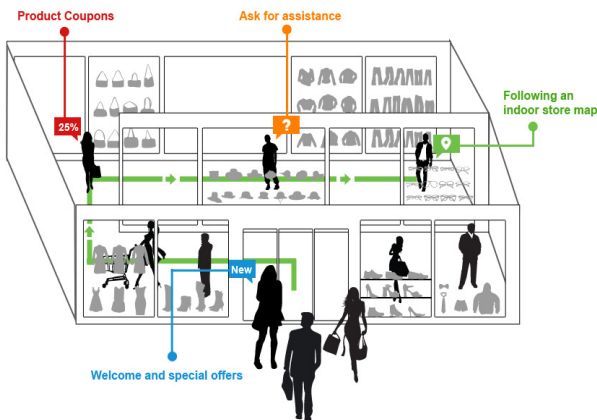 Product Coupons
Ask for assistance
Following an
indoor store map
25%
?
New
Welcome and special offers